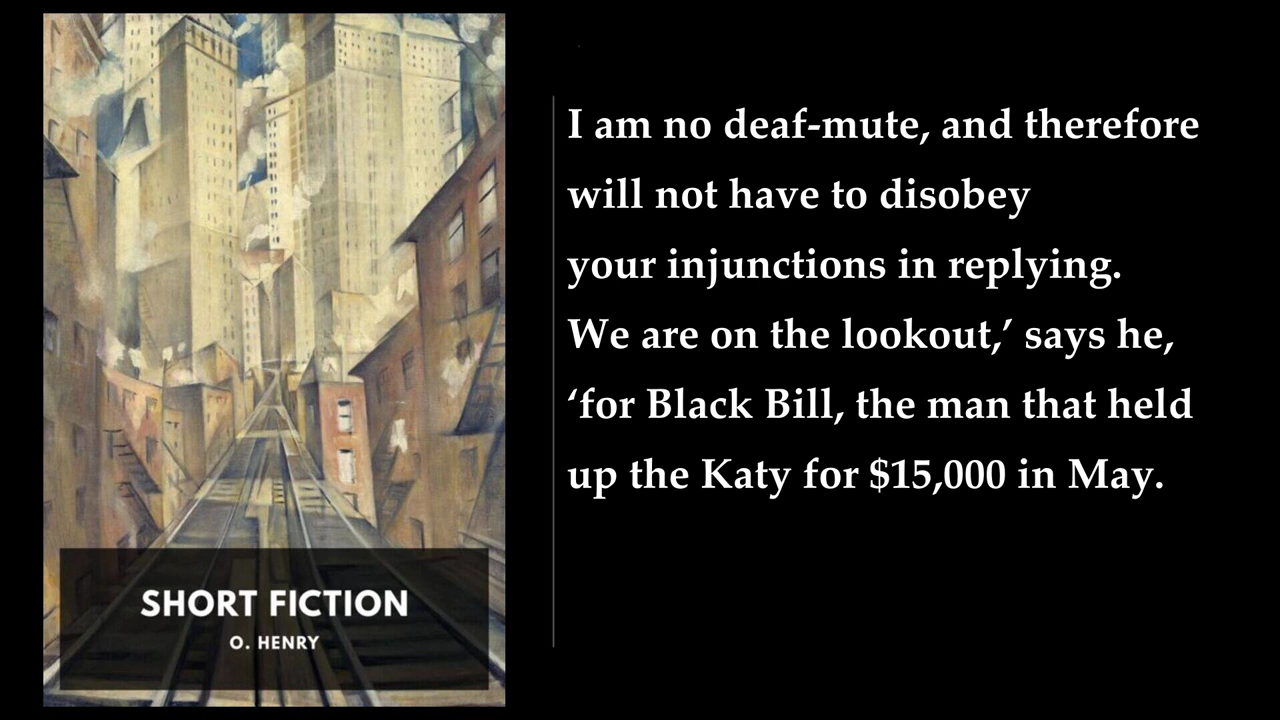 I am no deaf-mute, and therefore
will not have to disobey
your injunctions in replying.
We are on the lookout,’ says he,
‘for Black Bill, the man that held
up the Katy for $15,000 in May.
SHORT FICTION
O. HENRY